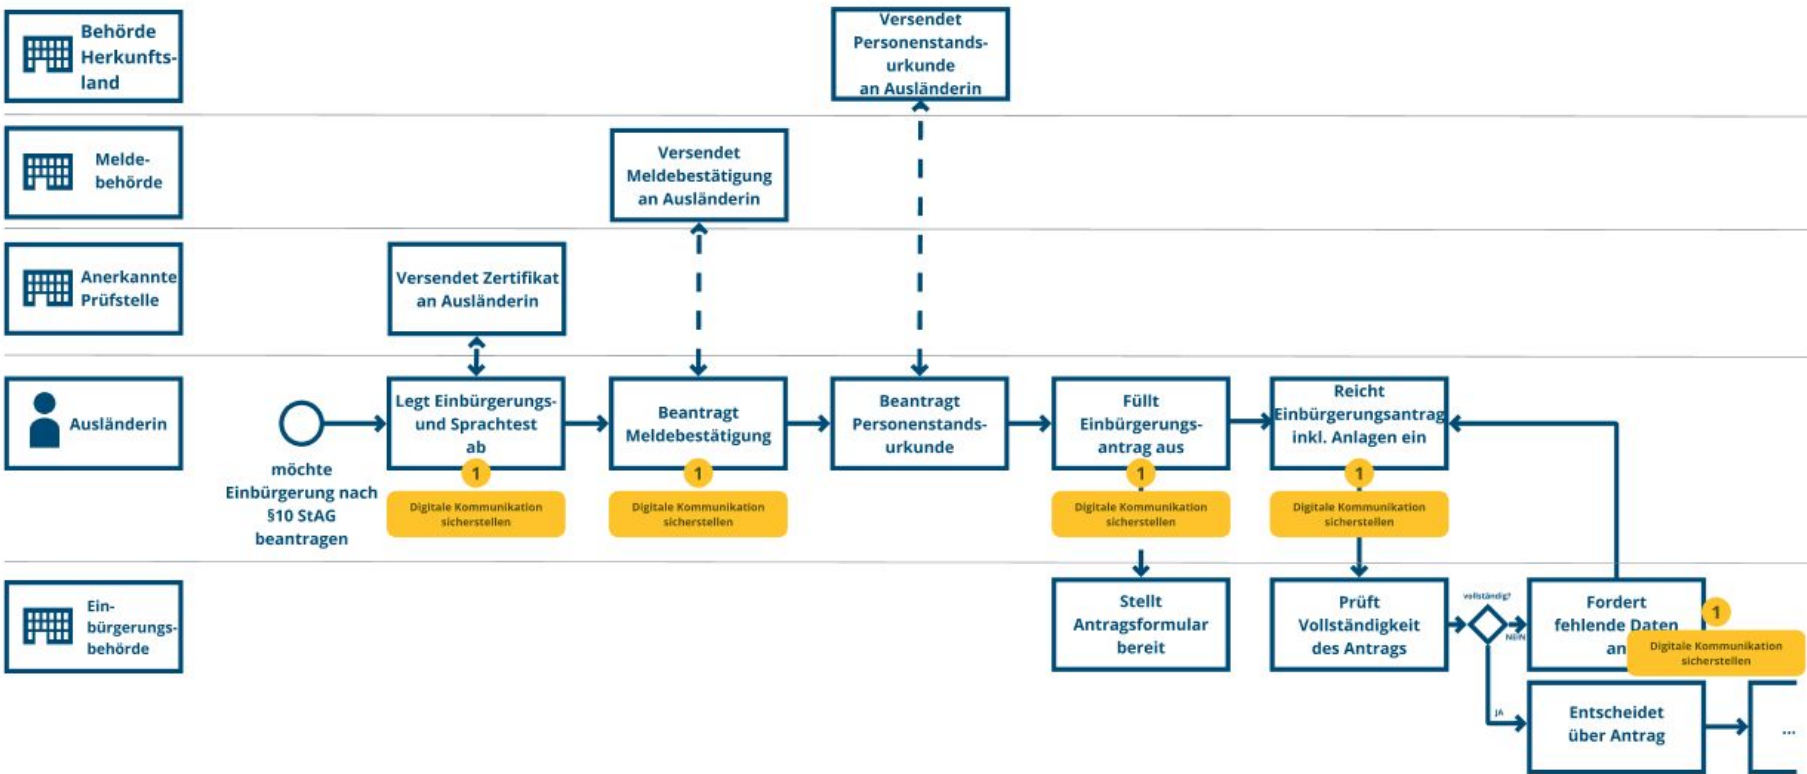 Behörde
Herkunfts-
land
Versendet
Personenstands-
urkunde
an Ausländerin
Melde-
behörde
Versendet
Meldebestätigung
an Ausländerin
Anerkannte
Prüfstelle
Versendet Zertifikat
an Ausländerin
Ausländerin
möchte
Einbürgerung nach
§10 StAG
beantragen
Legt Einbürgerungs-
und Sprachtest
ab
1
Digitale Kommunikation
sicherstellen
Beantragt
Meldebestätigung
1
Digitale Kommunikation
sicherstellen
Beantragt
Personenstands-
urkunde
Füllt
Einbürgerungs-
antrag aus
1
Digitale Kommunikation
sicherstellen
Reicht
Einbürgerungsantrag
inkl. Anlagen ein
1
Digitale Kommunikation
sicherstellen
Ein-
bürgerungs-
behörde
Stellt
Antragsformular
bereit
Prüft
Vollständigkeit
des Antrags
vollständig?
NEIN
Fordert
fehlende Daten
an
1
Digitale Kommunikation
sicherstellen
JA
Entscheidet
über Antrag
...